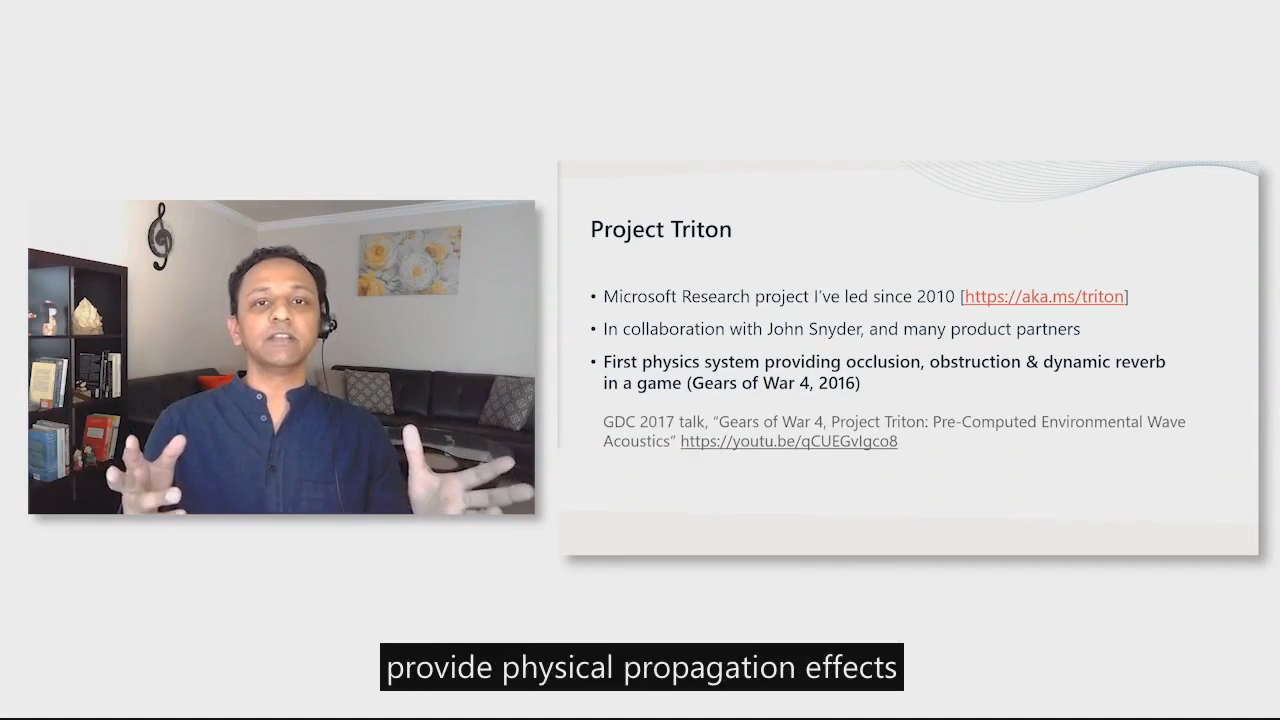 Project Triton
• Microsoft Research project I've led since 2010 [https://aka.ms/triton]
• In collaboration with John Snyder, and many product partners
• First physics system providing occlusion, obstruction & dynamic reverb
in a game (Gears of War 4, 2016)
GDC 2017 talk, "Gears of War 4, Project Triton: Pre-Computed Environmental Wave
Acoustics" https://youtu.be/qCUEGvIgco8
provide physical propagation effects